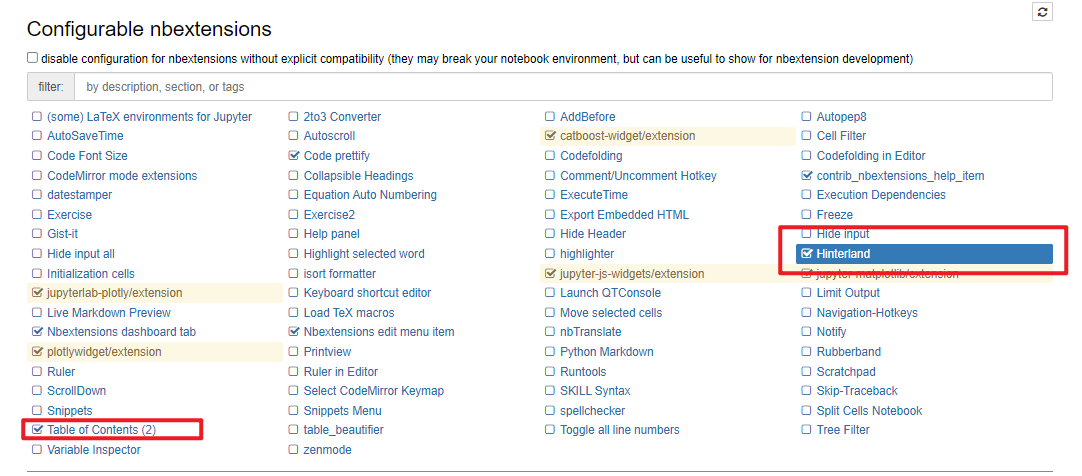 Configurable nbextensions
disable configuration for nbextensions without explicit compatibility (they may break your notebook environment, but can be useful to show for nbextension development)
filter: by description, section, or tags
(some) LaTeX environments for Jupyter 2to3 Converter AddBefore Autopep8
AutoSaveTime Autoscroll catboost-widget/extension Cell Filter
Code Font Size Code prettify Codefolding Codefolding in Editor
CodeMirror mode extensions Collapsible Headings Comment/Uncomment Hotkey contrib_nbextensions_help_item
datestamper Equation Auto Numbering ExecuteTime Execution Dependencies
Exercise Exercise2 Export Embedded HTML Freeze
Gist-it Help panel Hide Header Hide input
Hide input all Highlight selected word highlighter Hinterland
Initialization cells isort formatter jupyter-js-widgets/extension jupyter-matplotlib/extension
jupyterlab-plotly/extension Keyboard shortcut editor Launch QTConsole Limit Output
Live Markdown Preview Load TeX macros Move selected cells Navigation-Hotkeys
Nbextensions dashboard tab Nbextensions edit menu item nbTranslate Notify
plotlywidget/extension Printview Python Markdown Rubberband
Ruler Ruler in Editor Runtools Scratchpad
ScrollDown Select CodeMirror Keymap SKILL Syntax Skip-Traceback
Snippets Snippets Menu spellchecker Split Cells Notebook
Table of Contents (2) table_beautifier Toggle all line numbers Tree Filter
Variable Inspector zenmode